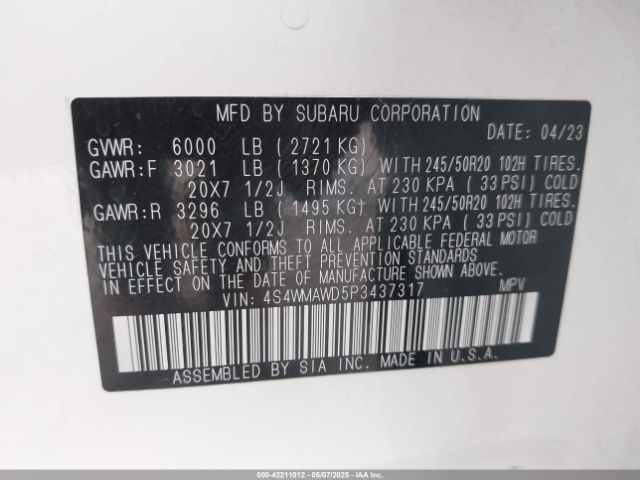 MFD BY SUBARU CORPORATION
DATE: 04/23
GVWR: 6000 LB ( 2721 KG)
GAWR:F 3021 LB ( 1370 KG) WITH 245/50R20 102H TIRES.
20X7 1/2J RIMS. AT 230 KPA ( 33 PSI) COLD
GAWR:R 3296 LB ( 1495 KG) WITH 245/50R20 102H TIRES.
20X7 1/2J RIMS. AT 230 KPA ( 33 PSI) COLD
THIS VEHICLE CONFORMS TO ALL APPLICABLE FEDERAL MOTOR
VEHICLE SAFETY AND THEFT PREVENTION STANDARDS
IN EFFECT ON THE DATE OF MANUFACTURE SHOWN ABOVE.
VIN: 4S4WMAWD5P3437317 MPV
ASSEMBLED BY SIA INC. MADE IN U.S.A.
000-42211012 - 05/07/2025 - Copyright 2025 - IAA, Inc.